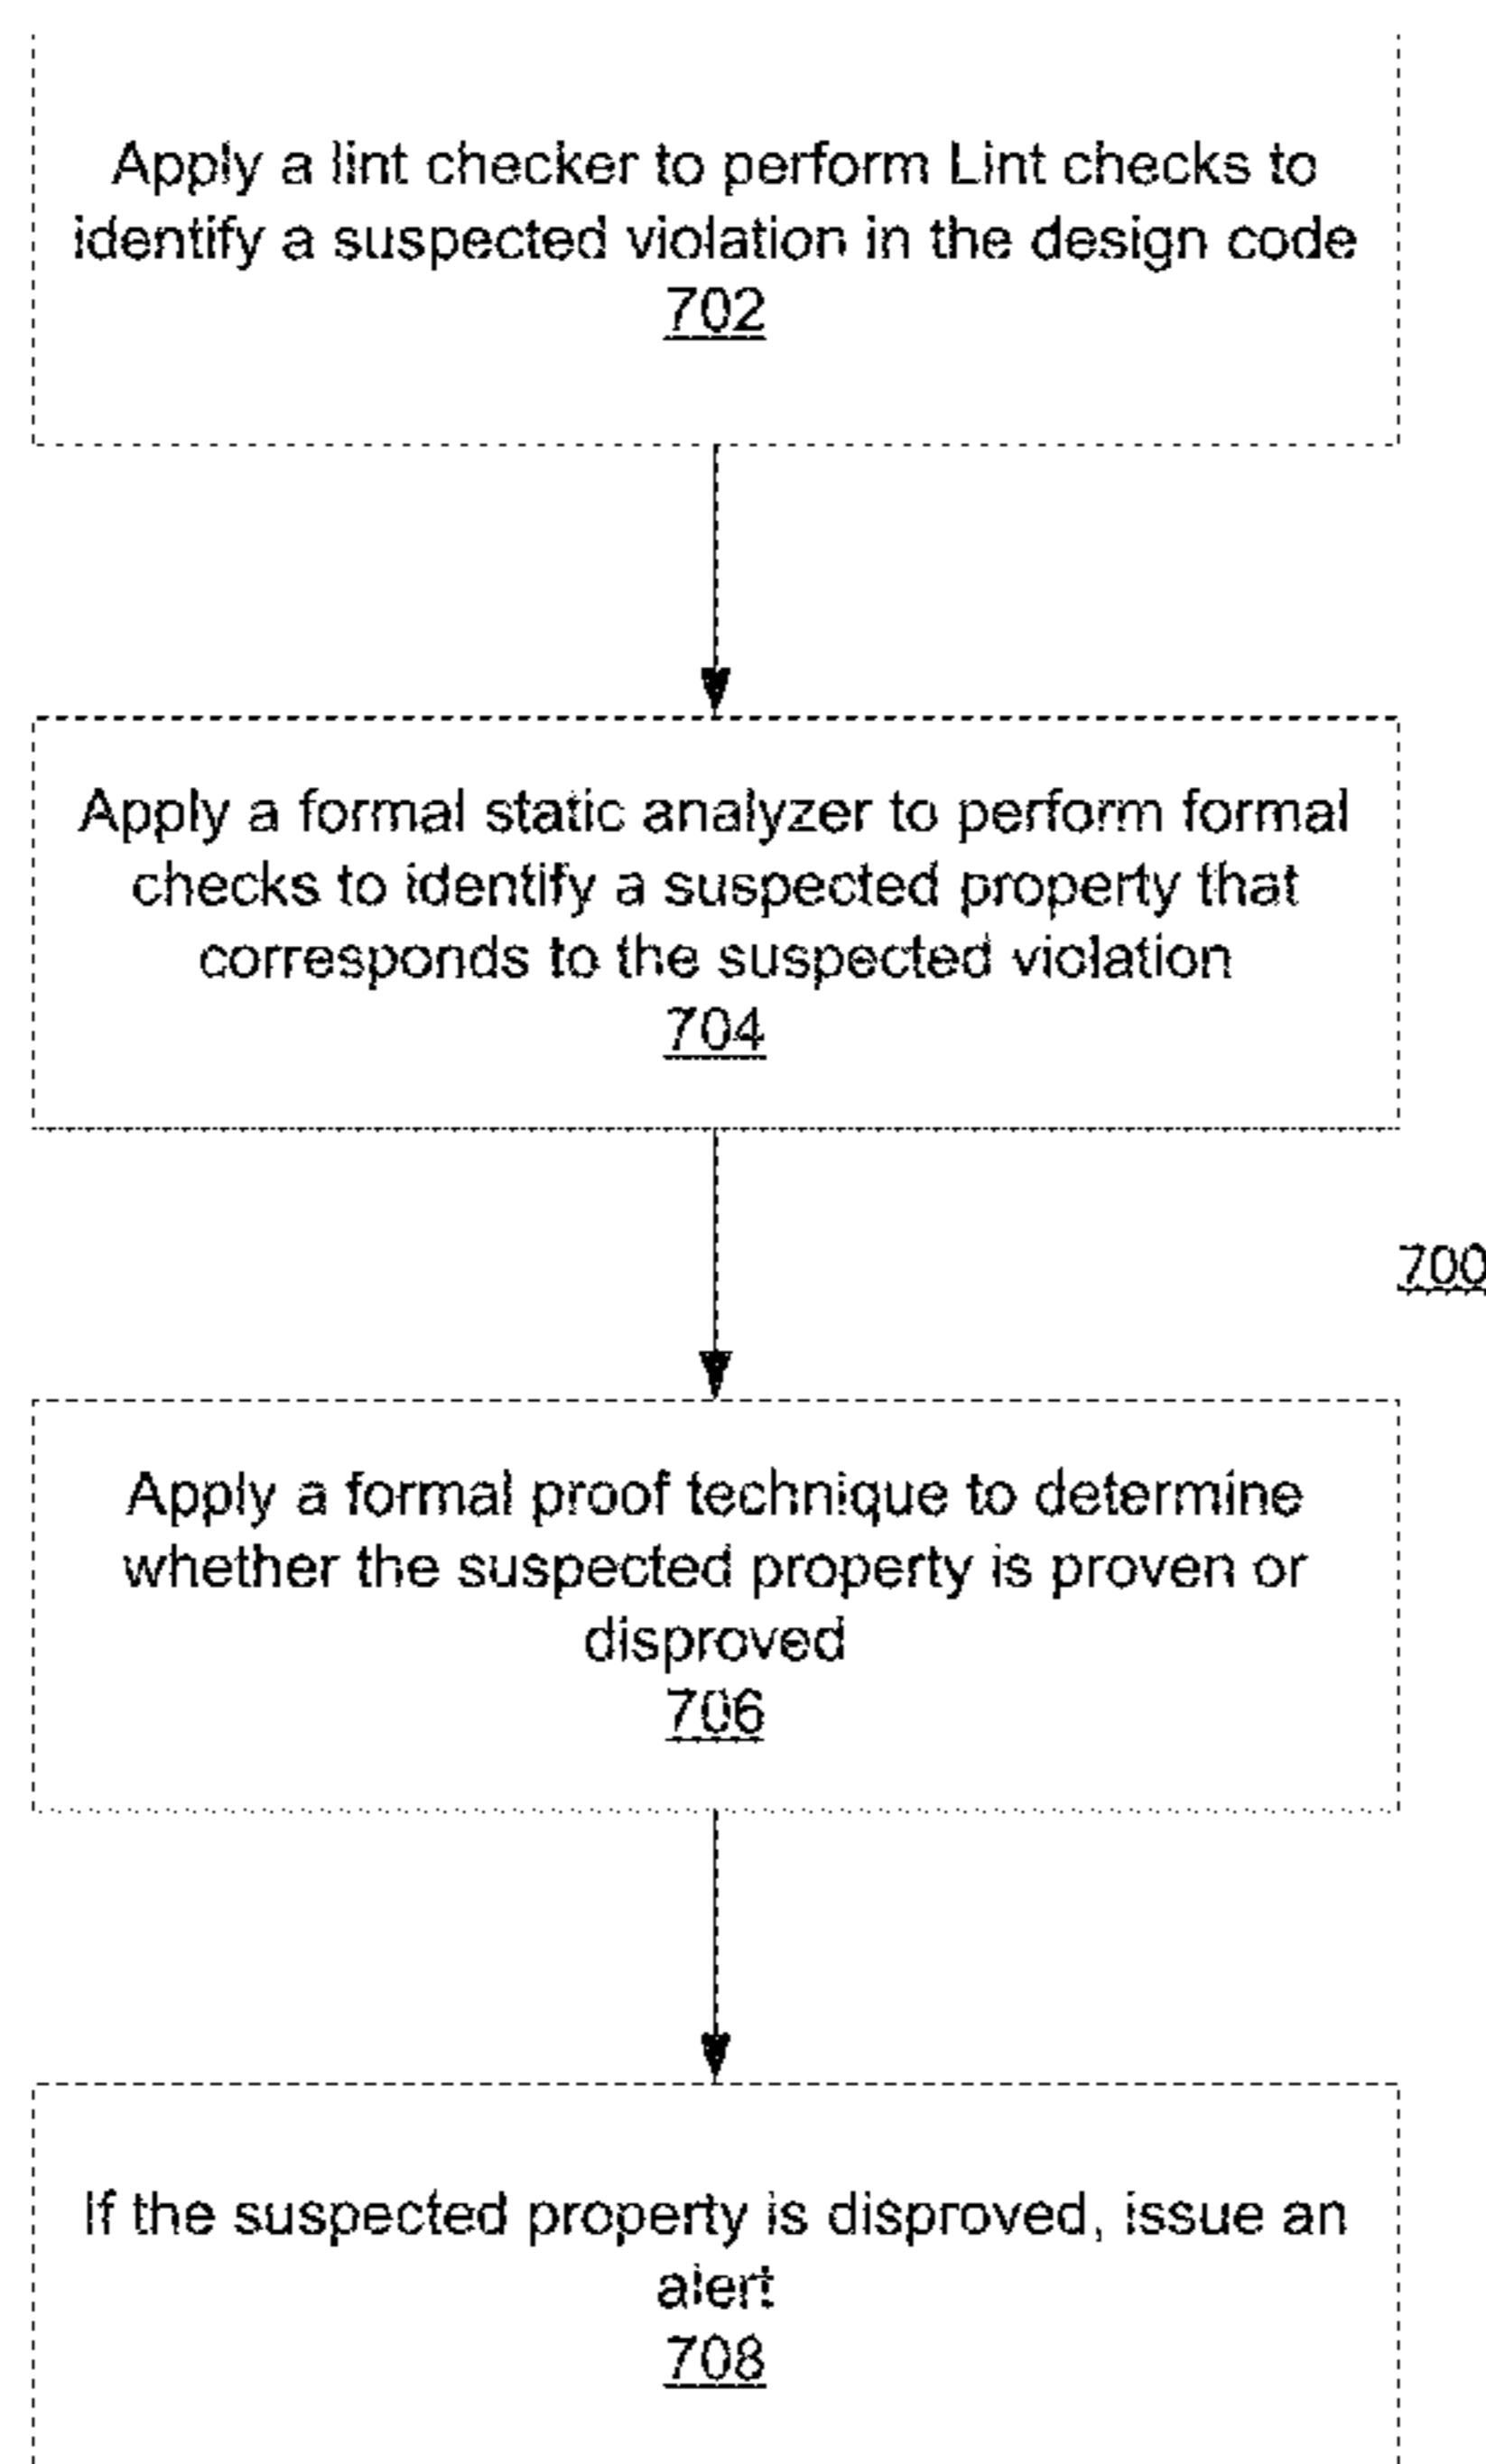 Apply a lint checker to perform Lint checks to
identify a suspected violation in the design code
702
Apply a formal static analyzer to perform formal
checks to identify a suspected property that
corresponds to the suspected violation
704
700
Apply a formal proof technique to determine
whether the suspected property is proven or
disproved
706
If the suspected property is disproved, issue an
alert
708